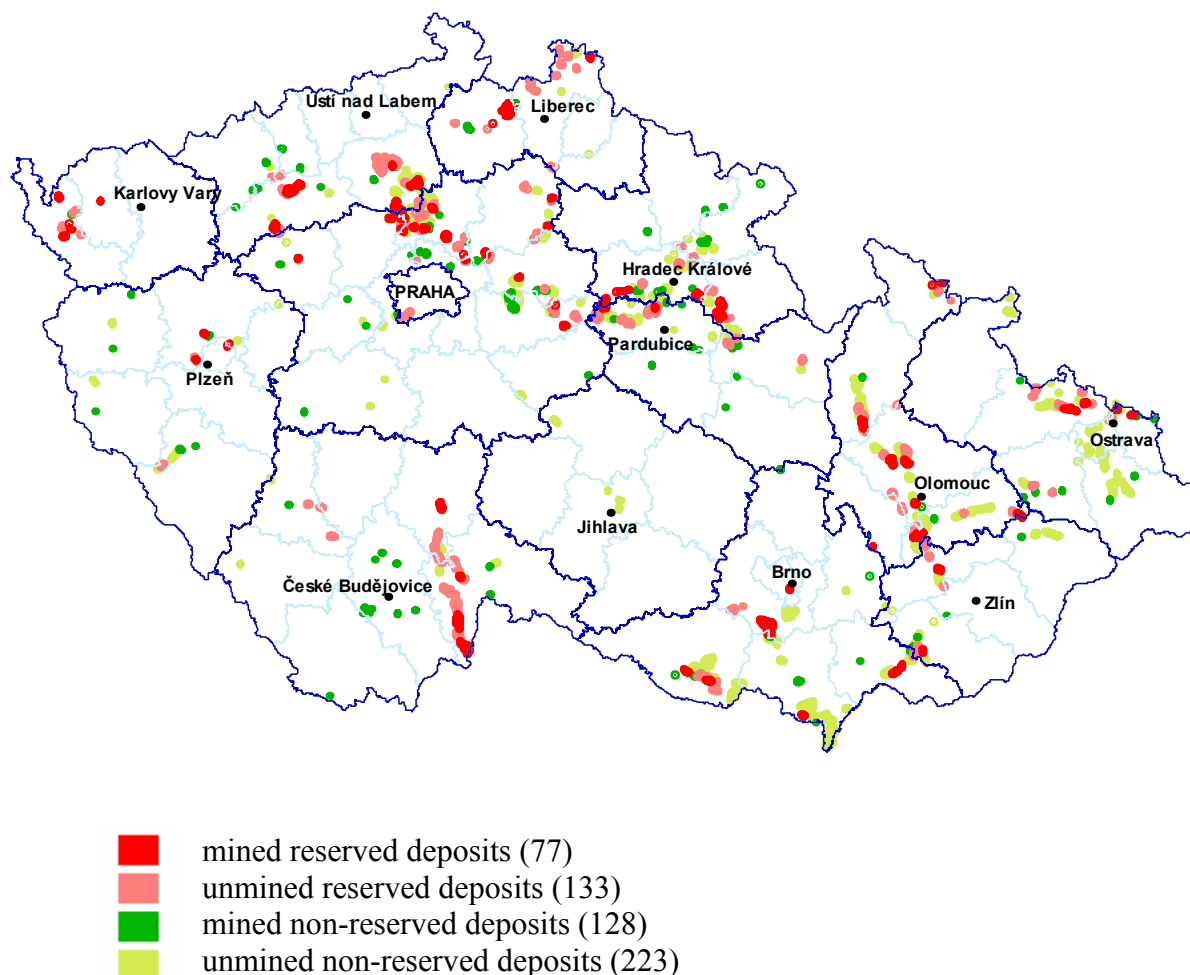 Ústí nad Labem
Liberec
Karlovy Vary
Hradec Králové
PRAHA
Pardubice
Plzeň
Ostrava
Olomouc
Jihlava
Brno
České Budějovice
Zlín
mined reserved deposits (77)
unmined reserved deposits (133)
mined non-reserved deposits (128)
unmined non-reserved deposits (223)